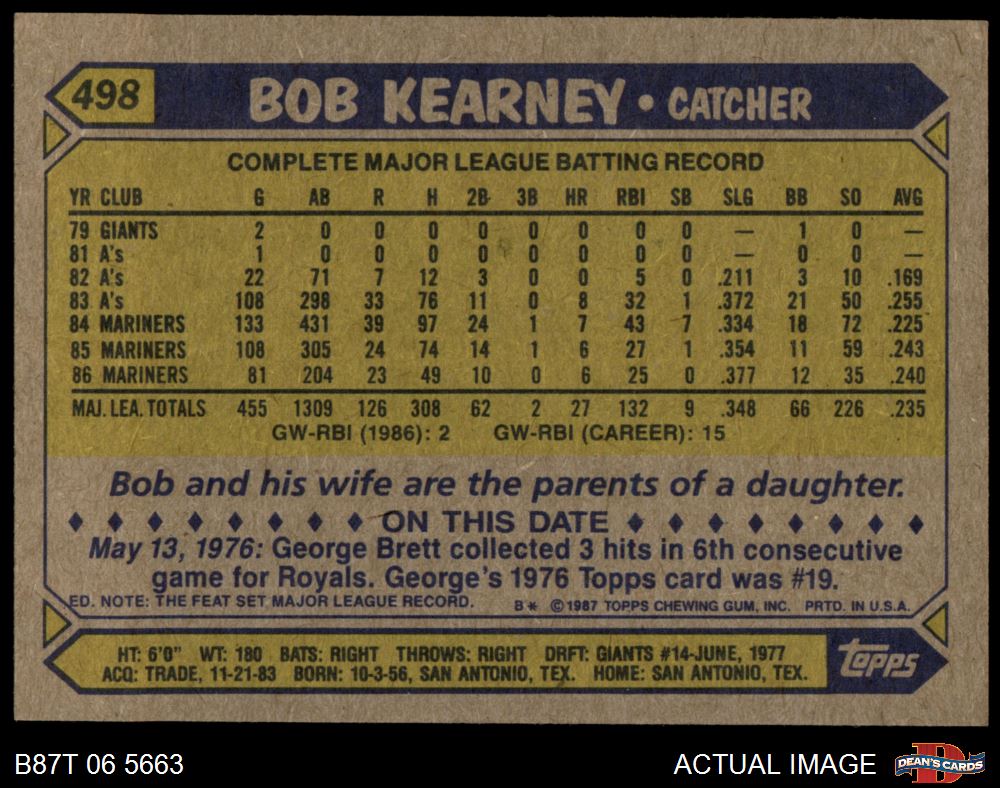 498 BOB KEARNEY • CATCHER
COMPLETE MAJOR LEAGUE BATTING RECORD
YR CLUB G AB R H 2B 3B HR RBI SB SLG BB SO AVG
79 GIANTS 2 0 0 0 0 0 0 0 0 — 1 0 —
81 A's 1 0 0 0 0 0 0 0 0 — 0 0 —
82 A's 22 71 7 12 3 0 0 5 0 .211 3 10 .169
83 A's 108 298 33 76 11 0 8 32 1 .372 21 50 .255
84 MARINERS 133 431 39 97 24 1 7 43 7 .334 18 72 .225
85 MARINERS 108 305 24 74 14 1 6 27 1 .354 11 59 .243
86 MARINERS 81 204 23 49 10 0 6 25 0 .377 12 35 .240
MAJ. LEA. TOTALS 455 1309 126 308 62 2 27 132 9 .348 66 226 .235
GW-RBI (1986): 2 GW-RBI (CAREER): 15
Bob and his wife are the parents of a daughter.
♦ ♦ ♦ ♦ ♦ ♦ ♦ ♦ ON THIS DATE ♦ ♦ ♦ ♦ ♦ ♦ ♦ ♦
May 13, 1976: George Brett collected 3 hits in 6th consecutive
game for Royals. George's 1976 Topps card was #19.
ED. NOTE: THE FEAT SET MAJOR LEAGUE RECORD. B* ©1987 TOPPS CHEWING GUM, INC. PRTD. IN U.S.A.
HT: 6'0" WT: 180 BATS: RIGHT THROWS: RIGHT DRFT: GIANTS #14-JUNE, 1977
ACQ: TRADE, 11-21-83 BORN: 10-3-56, SAN ANTONIO, TEX. HOME: SAN ANTONIO, TEX.
topps
B87T 06 5663 ACTUAL IMAGE D DEAN'S CARDS